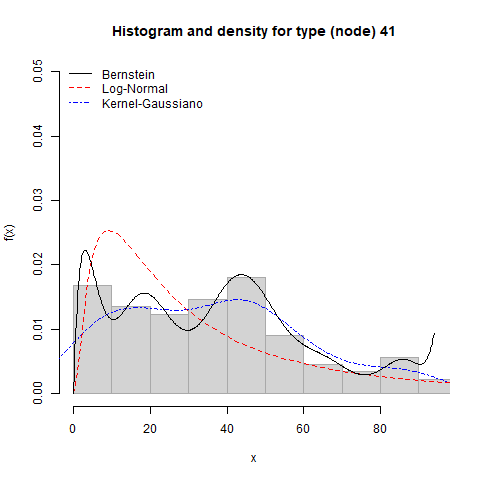 Histogram and density for type (node) 41
Bernstein
Log-Normal
Kernel-Gaussiano
0.05
0.04
0.03
0.02
0.01
0.00
f(x)
0 20 40 60 80
x